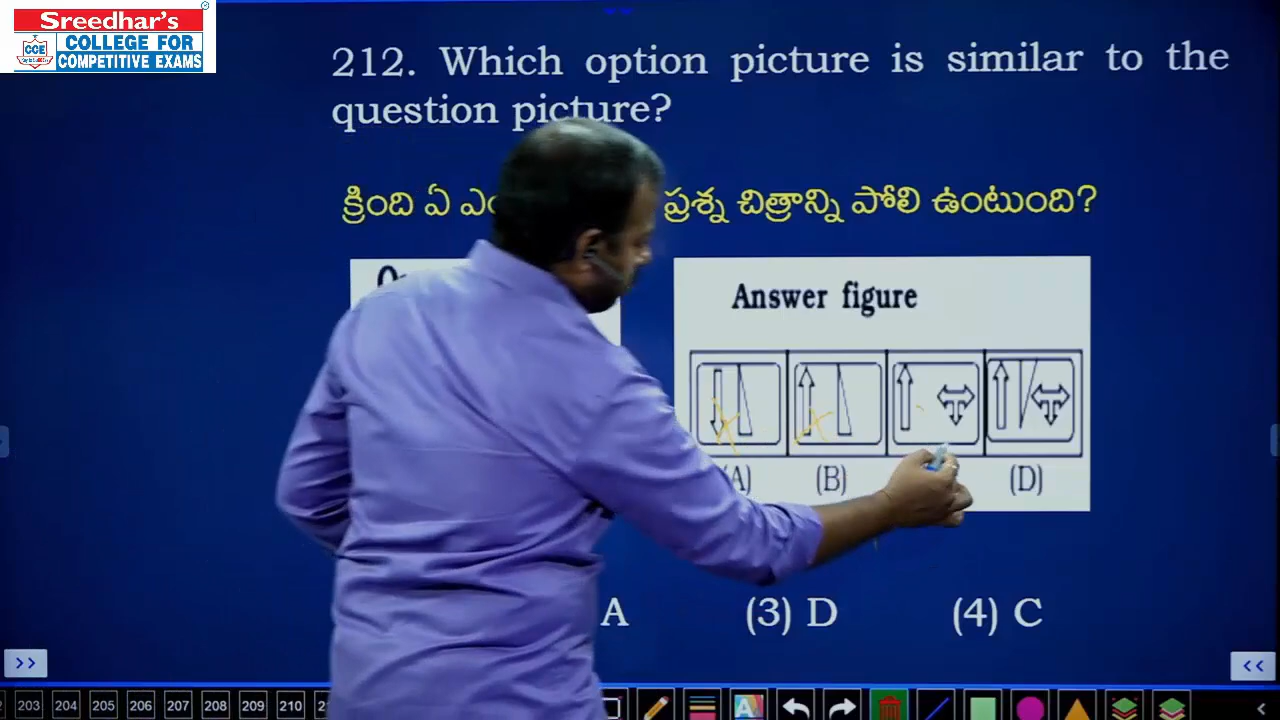 Sreedhar's
CCE
COLLEGE FOR
COMPETITIVE EXAMS
212. Which option picture is similar to the
question picture?
క్రింది ఏ ప్రశ్న చిత్రాన్ని పోలి ఉంటుంది?
Answer figure
(A) (B) (D)
A (3) D (4) C
>> <<
203 204 205 206 207 208 209 210